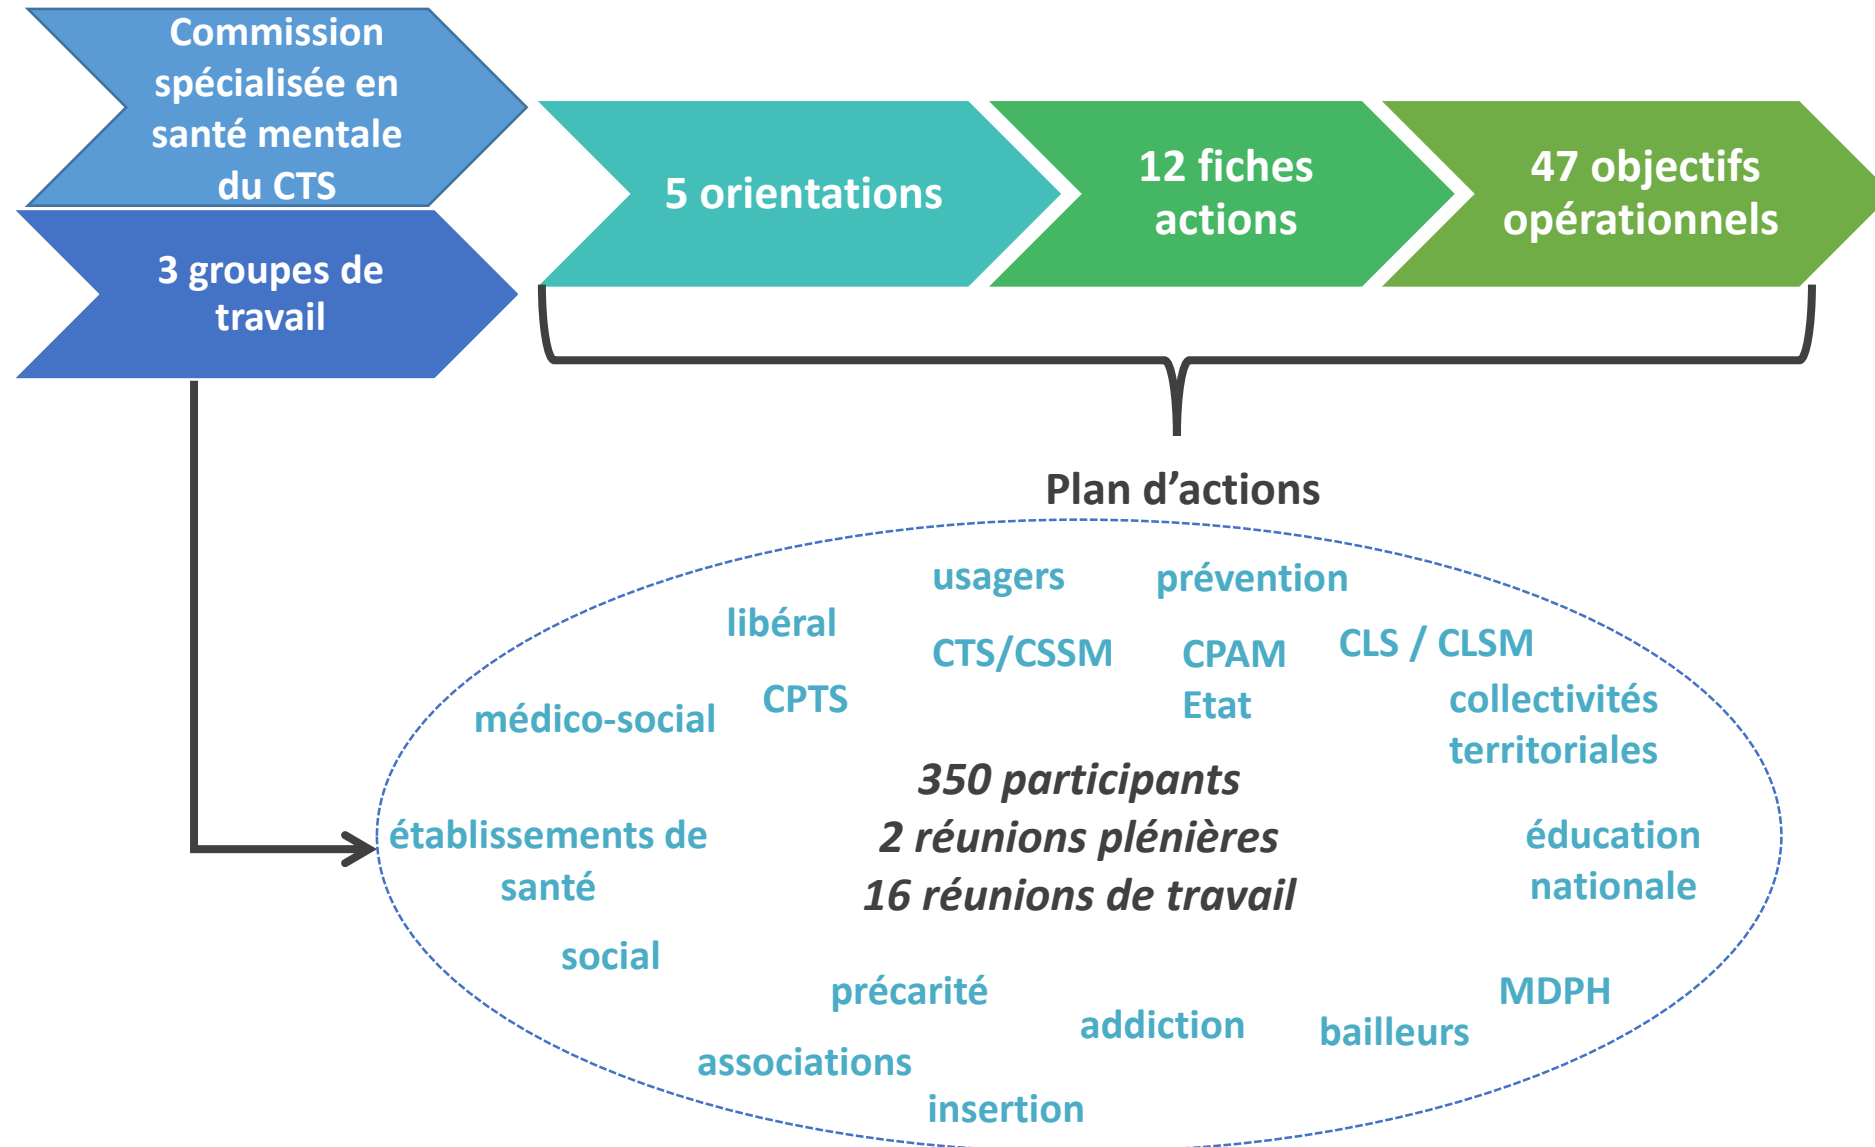 Commission
spécialisée en
santé mentale
du CTS
3 groupes de
travail
5 orientations
12 fiches
actions
47 objectifs
opérationnels
Plan d’actions
usagers
prévention
libéral
CTS/CSSM
CPAM
Etat
CLS / CLSM
CPTS
médico-social
collectivités
territoriales
350 participants
2 réunions plénières
16 réunions de travail
établissements de
santé
éducation
nationale
social
précarité
MDPH
addiction
bailleurs
associations
insertion